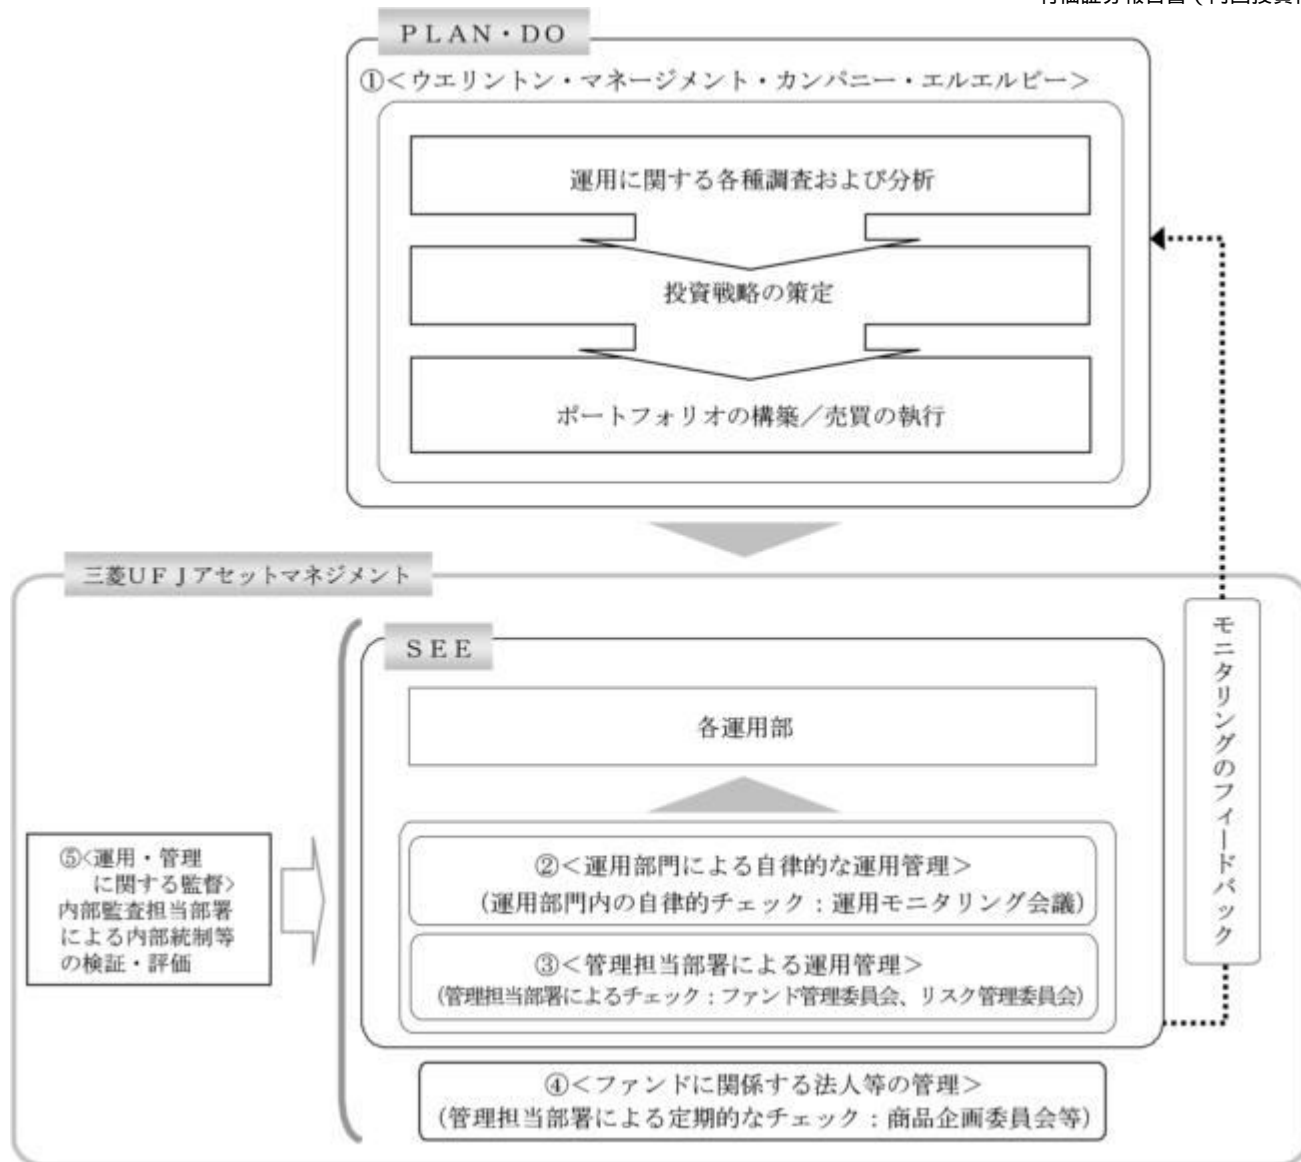 ＰＬＡＮ・ＤＯ
①＜ウエリントン・マネージメント・カンパニー・エルエルピー＞
運用に関する各種調査および分析
投資戦略の策定
ポートフォリオの構築／売買の執行
三菱ＵＦＪアセットマネジメント
ＳＥＥ
各運用部
②＜運用部門による自律的な運用管理＞
（運用部門内の自律的チェック：運用モニタリング会議）
③＜管理担当部署による運用管理＞
（管理担当部署によるチェック：ファンド管理委員会、リスク管理委員会）
④＜ファンドに関係する法人等の管理＞
（管理担当部署による定期的なチェック：商品企画委員会等）
⑤＜運用・管理
に関する監督＞
内部監査担当部署
による内部統制等
の検証・評価
モニタリングのフィードバック